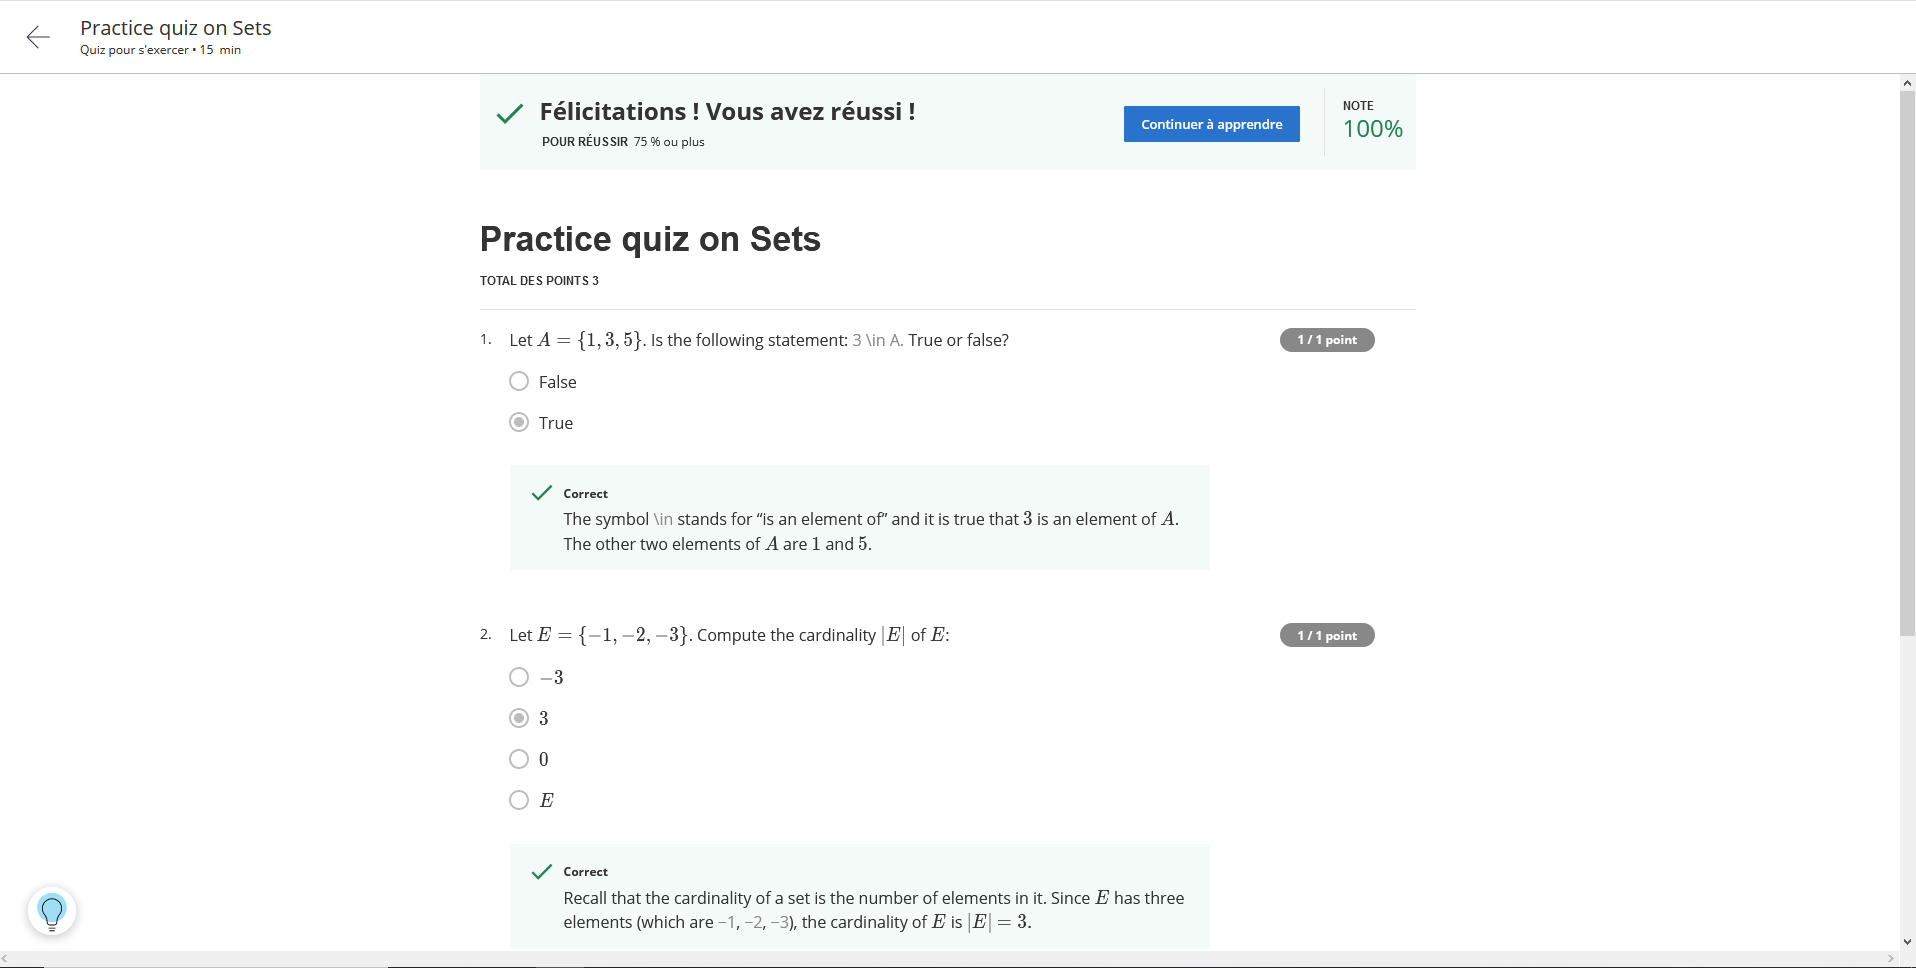 Practice quiz on Sets
Quiz pour s'exercer • 15 min
Félicitations ! Vous avez réussi !
POUR RÉUSSIR 75 % ou plus
Continuer à apprendre
NOTE
100%
Practice quiz on Sets
TOTAL DES POINTS 3
1. Let A = {1, 3, 5}. Is the following statement: 3 \in A. True or false?
1 / 1 point
False
True
Correct
The symbol \in stands for “is an element of” and it is true that 3 is an element of A.
The other two elements of A are 1 and 5.
2. Let E = {−1, −2, −3}. Compute the cardinality |E| of E:
1 / 1 point
−3
3
0
E
Correct
Recall that the cardinality of a set is the number of elements in it. Since E has three
elements (which are −1, −2, −3), the cardinality of E is |E| = 3.